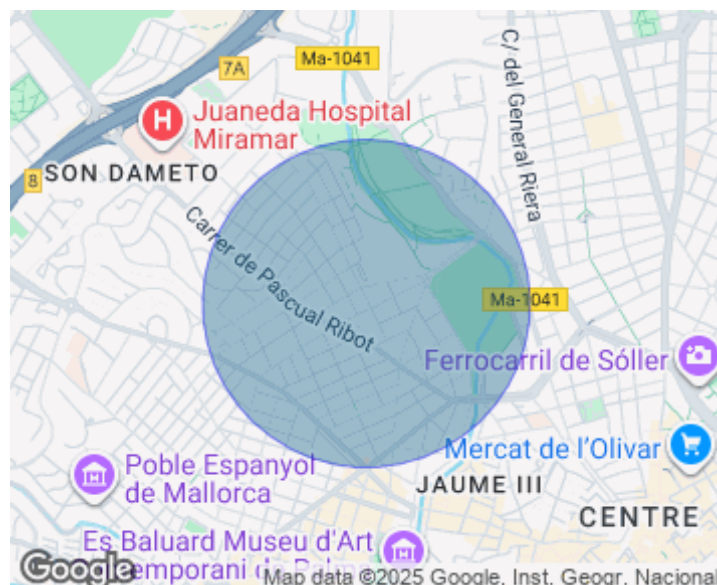 Ma-1041
7A
C/ del General Riera
Juaneda Hospital
Miramar
H
8
SON DAMETO
Carrer de Pascual Ribot
Ma-1041
Ferrocarril de Sóller
Mercat de l'Olivar
Poble Espanyol
de Mallorca
JAUME III
CENTRE
Es Baluard Museu d'Art
Google
Map data ©2025 Google, Inst. Geogr. Nacional